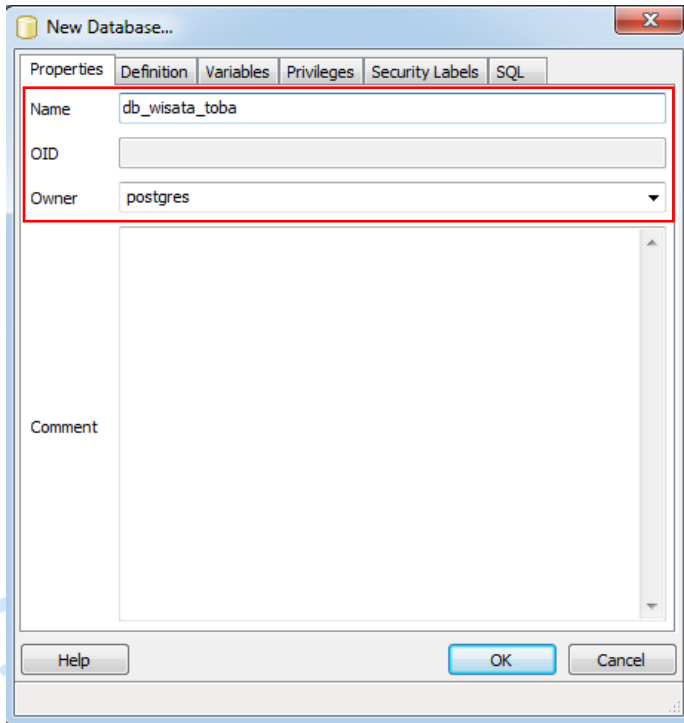 New Database...
Properties Definition Variables Privileges Security Labels SQL
Name db_wisata_toba
OID
Owner postgres
Comment
Help OK Cancel